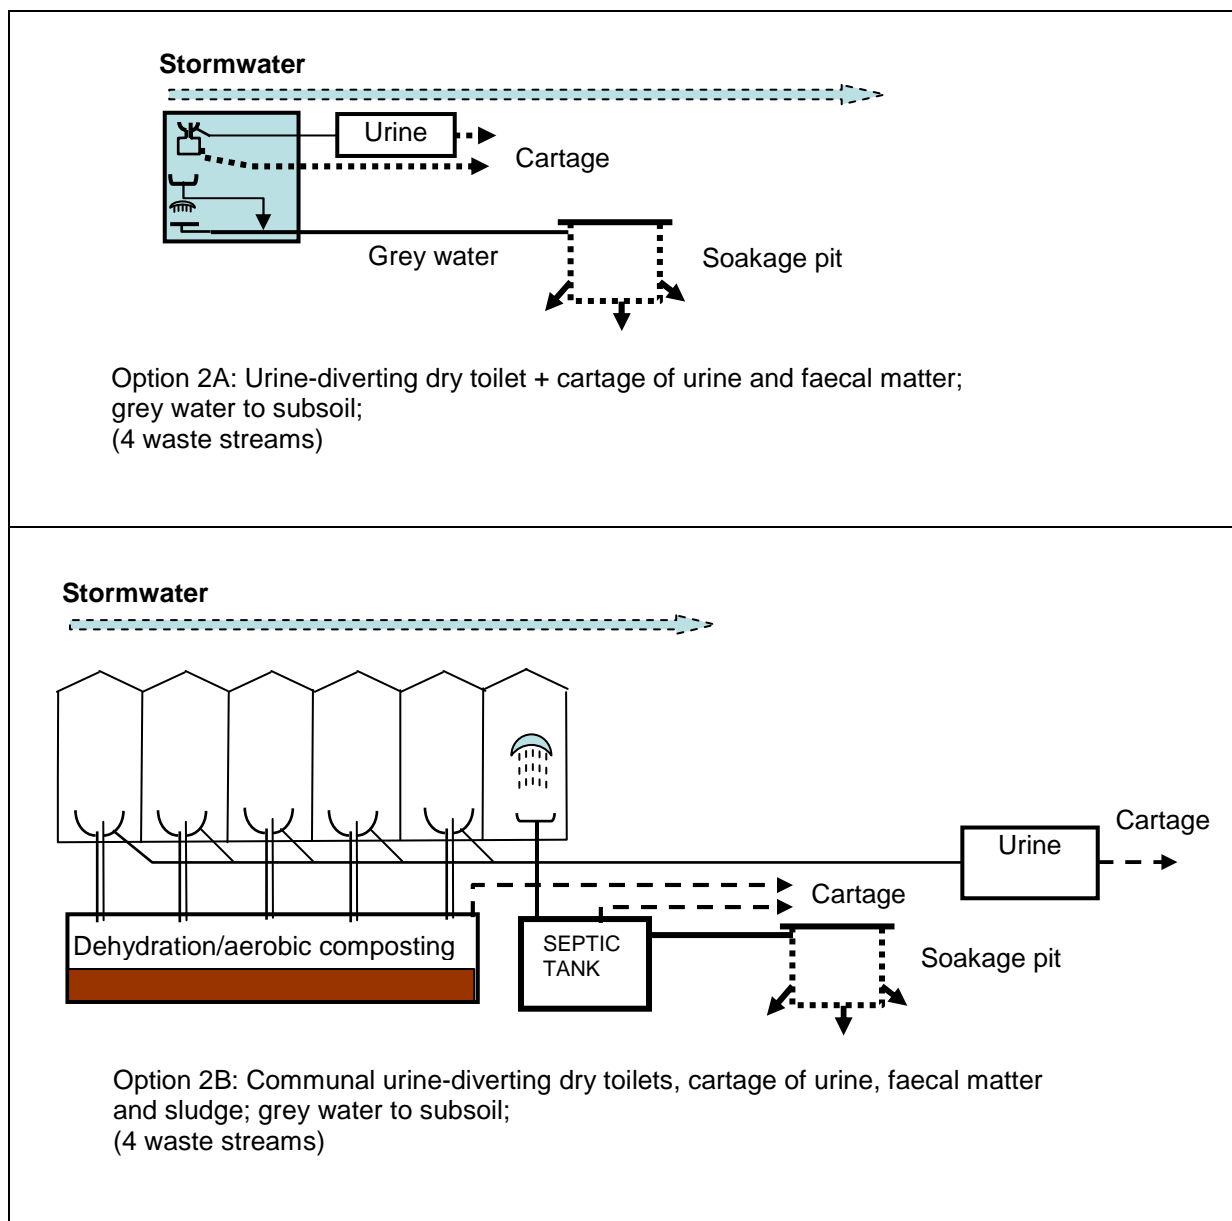 Stormwater
Urine
Cartage
Grey water
Soakage pit
Option 2A: Urine-diverting dry toilet + cartage of urine and faecal matter;
grey water to subsoil;
(4 waste streams)
Stormwater
Cartage
Urine
Cartage
Dehydration/aerobic composting
SEPTIC
TANK
Soakage pit
Option 2B: Communal urine-diverting dry toilets, cartage of urine, faecal matter
and sludge; grey water to subsoil;
(4 waste streams)